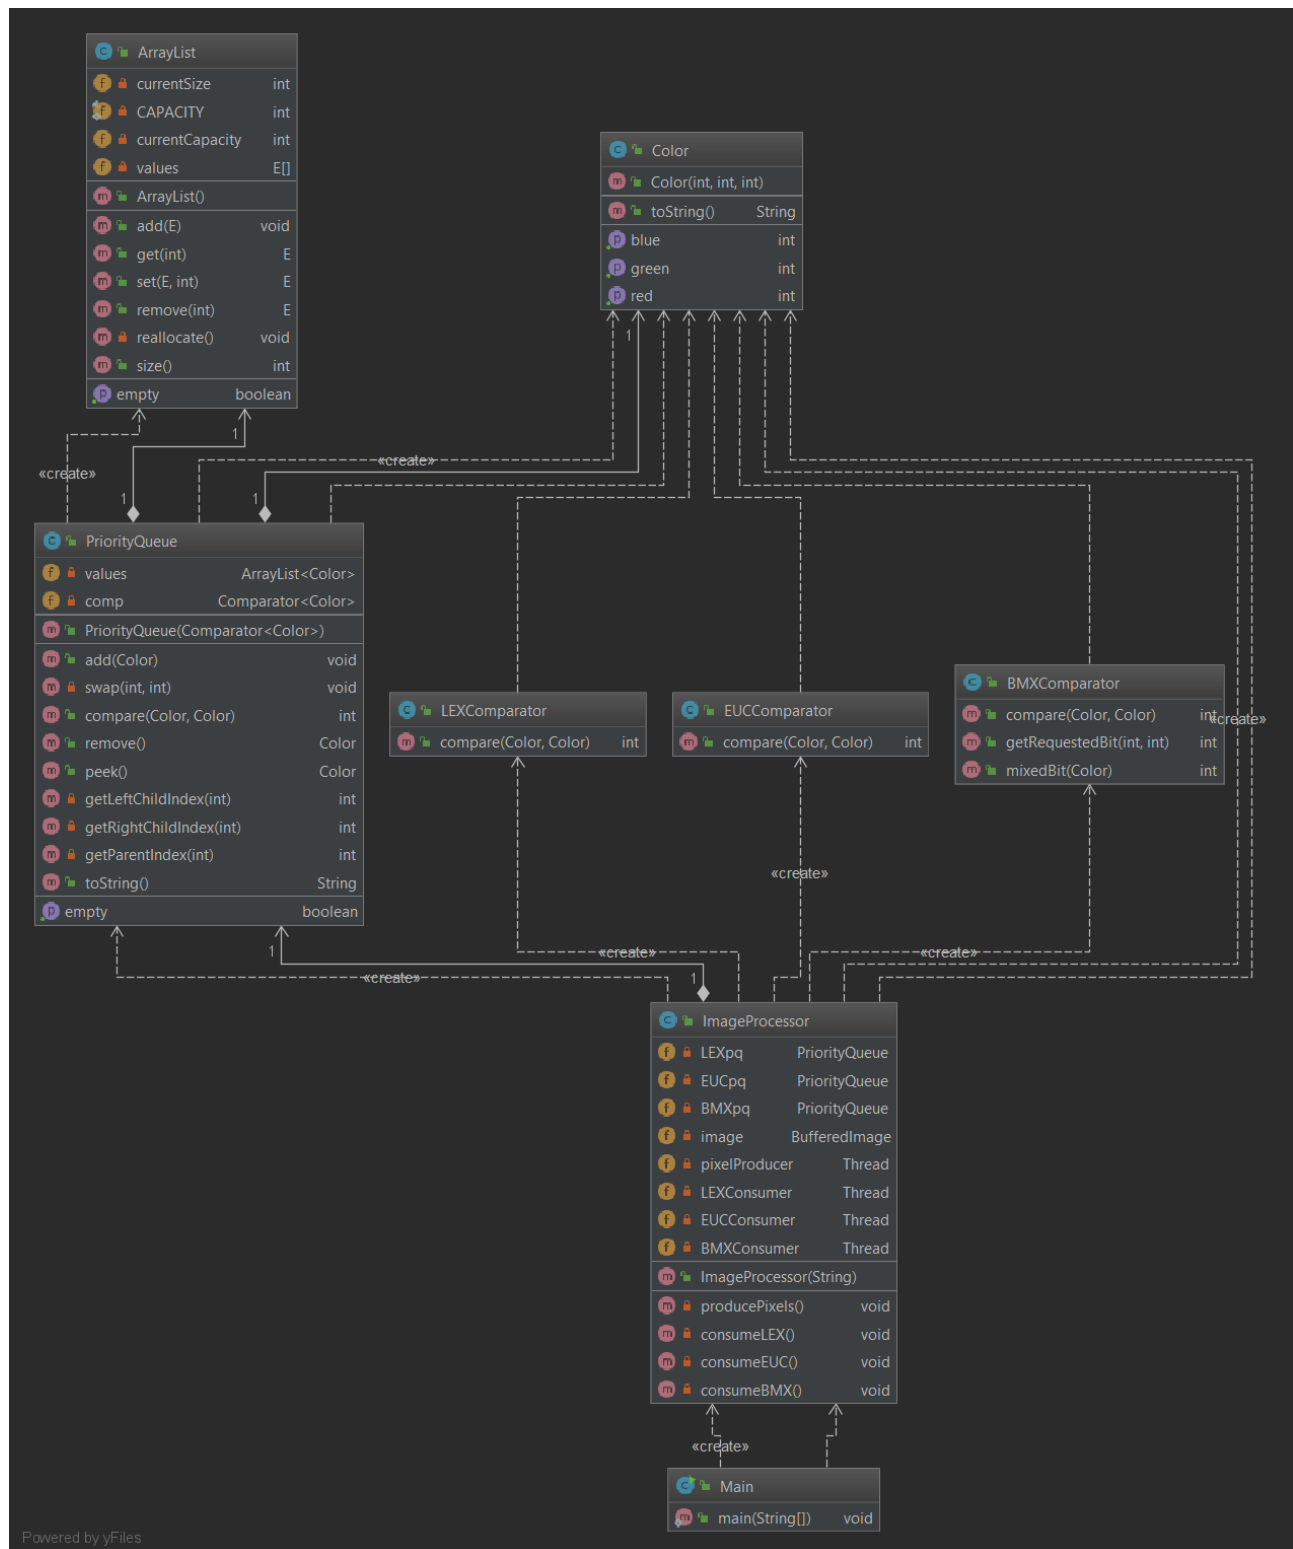 ArrayList
currentSize int
CAPACITY int
currentCapacity int
values E[]
ArrayList()
add(E) void
get(int) E
set(E, int) E
remove(int) E
reallocate() void
size() int
empty boolean
Color
Color(int, int, int)
toString() String
blue int
green int
red int
1
1
«create»
«create»
1
1
PriorityQueue
values ArrayList<Color>
comp Comparator<Color>
PriorityQueue(Comparator<Color>)
add(Color) void
swap(int, int) void
compare(Color, Color) int
remove() Color
peek() Color
getLeftChildIndex(int) int
getRightChildIndex(int) int
getParentIndex(int) int
toString() String
empty boolean
LEXComparator
compare(Color, Color) int
EUCComparator
compare(Color, Color) int
BMXComparator
compare(Color, Color) int
getRequestedBit(int, int) int
mixedBit(Color) int
«create»
«create»
1
«create»
«create»
«create»
1
ImageProcessor
LEXpq PriorityQueue
EUCpq PriorityQueue
BMXpq PriorityQueue
image BufferedImage
pixelProducer Thread
LEXConsumer Thread
EUCConsumer Thread
BMXConsumer Thread
ImageProcessor(String)
producePixels() void
consumeLEX() void
consumeEUC() void
consumeBMX() void
«create»
Main
main(String[]) void
Powered by yFiles